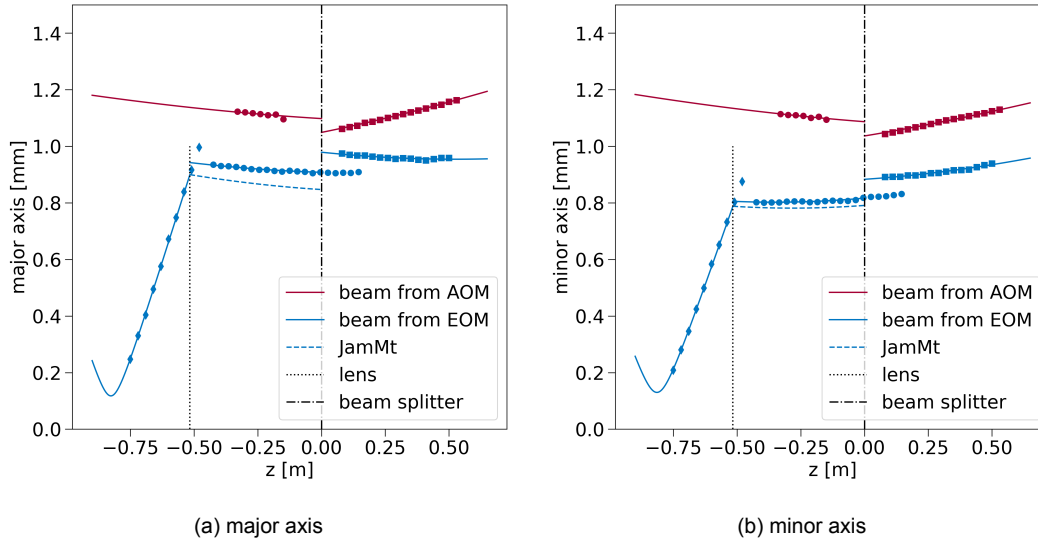 major axis [mm]
1.4
1.2
1.0
0.8
0.6
0.4
0.2
0.0
−0.75 −0.50 −0.25 0.00 0.25 0.50
z [m]
beam from AOM
beam from EOM
JamMt
lens
beam splitter
(a) major axis
minor axis [mm]
1.4
1.2
1.0
0.8
0.6
0.4
0.2
0.0
−0.75 −0.50 −0.25 0.00 0.25 0.50
z [m]
beam from AOM
beam from EOM
JamMt
lens
beam splitter
(b) minor axis